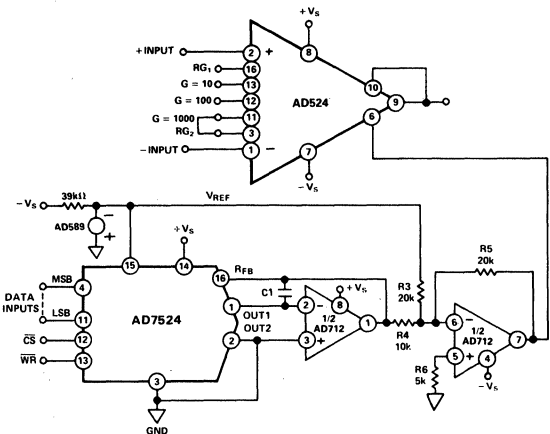 +VS
+INPUT
2
+
8
RG1
16
G = 10
13
10
G = 100
12
AD524
9
G = 1000
11
6
RG2
3
−INPUT
1
−
7
−VS
−VS
39kΩ
VREF
AD589
−
+
+VS
R5
20k
15
14
16
RFB
R3
20k
MSB
4
C1
+VS
DATA
INPUTS
1
OUT1
2
−
8
LSB
11
AD7524
OUT2
1/2
AD712
1
R4
10k
6
−
1/2
AD712
7
CS
12
2
3
+
5
+
4
WR
13
R6
5k
−VS
3
GND